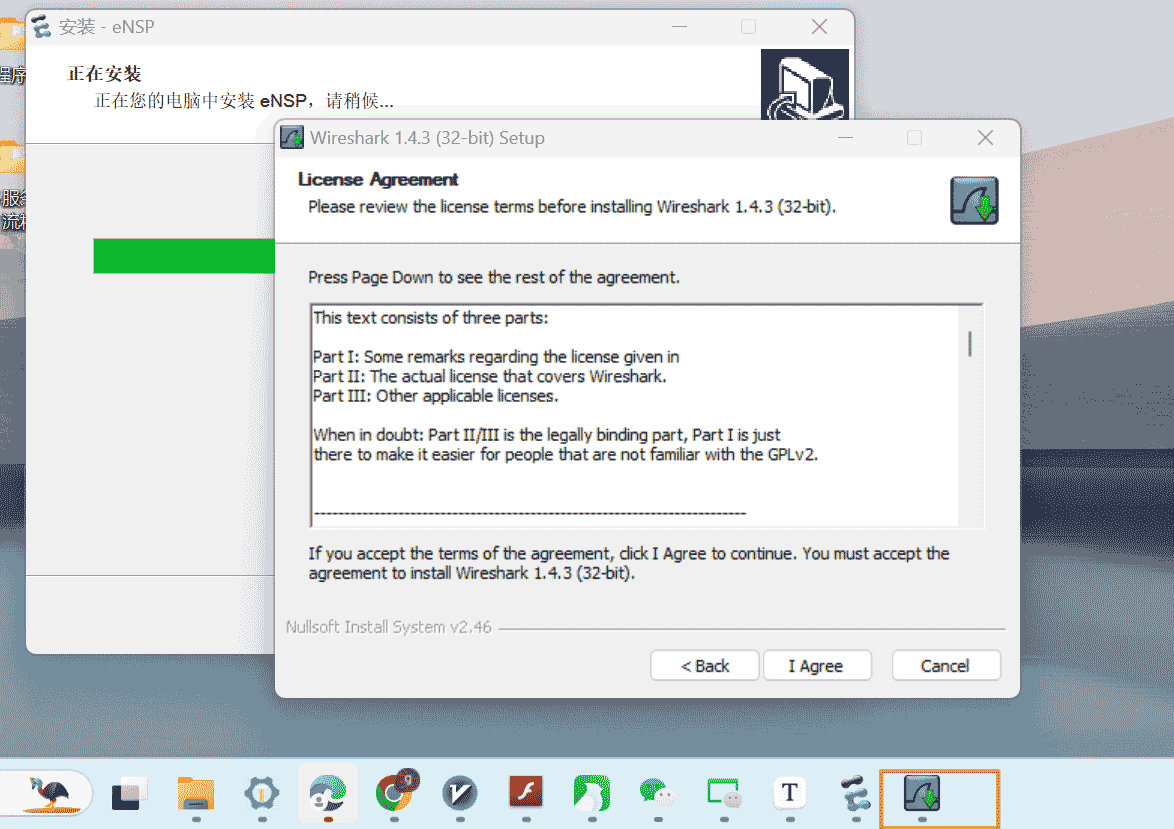 安装 - eNSP
正在安装
正在您的电脑中安装 eNSP，请稍候...
程序
服务
Wireshark 1.4.3 (32-bit) Setup
License Agreement
Please review the license terms before installing Wireshark 1.4.3 (32-bit).
Press Page Down to see the rest of the agreement.
This text consists of three parts:
Part I: Some remarks regarding the license given in
Part II: The actual license that covers Wireshark.
Part III: Other applicable licenses.
When in doubt: Part II/III is the legally binding part, Part I is just
there to make it easier for people that are not familiar with the GPLv2.
------------------------------------------------------------------------
If you accept the terms of the agreement, click I Agree to continue. You must accept the
agreement to install Wireshark 1.4.3 (32-bit).
Nullsoft Install System v2.46
< Back
I Agree
Cancel
T